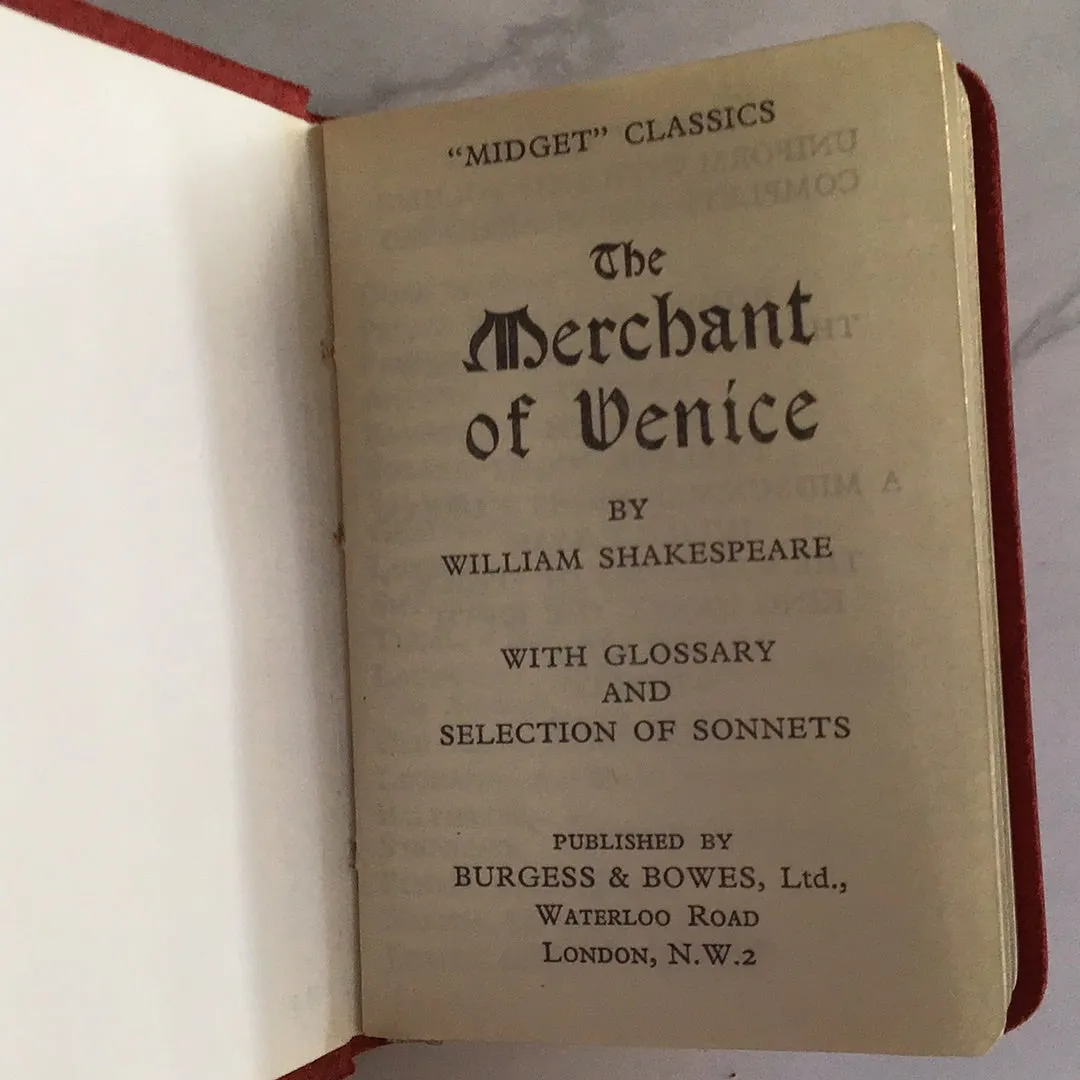 “MIDGET” CLASSICS
The
Merchant
of Venice
BY
WILLIAM SHAKESPEARE
WITH GLOSSARY
AND
SELECTION OF SONNETS
PUBLISHED BY
BURGESS & BOWES, Ltd.,
WATERLOO ROAD
LONDON, N.W.2